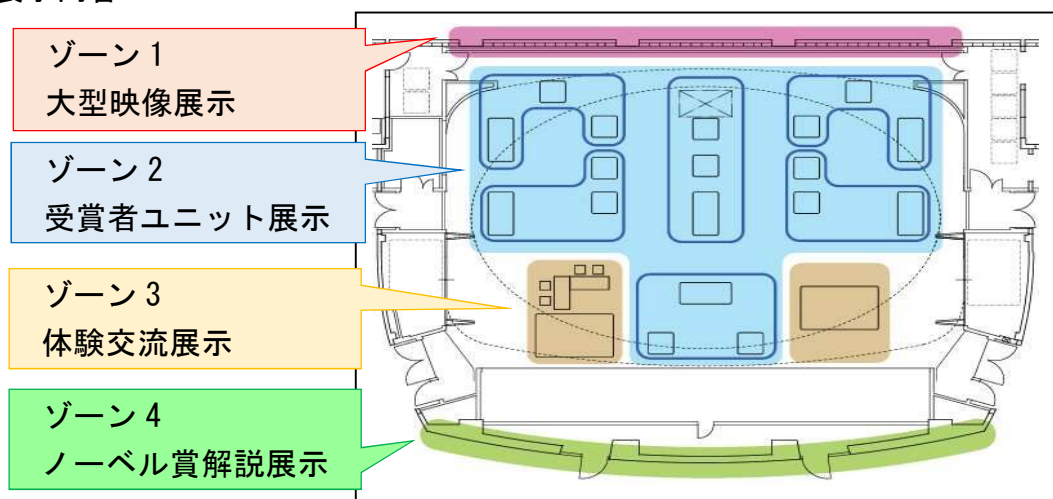 ゾーン1
大型映像展示
ゾーン2
受賞者ユニット展示
ゾーン3
体験交流展示
ゾーン4
ノーベル賞解説展示